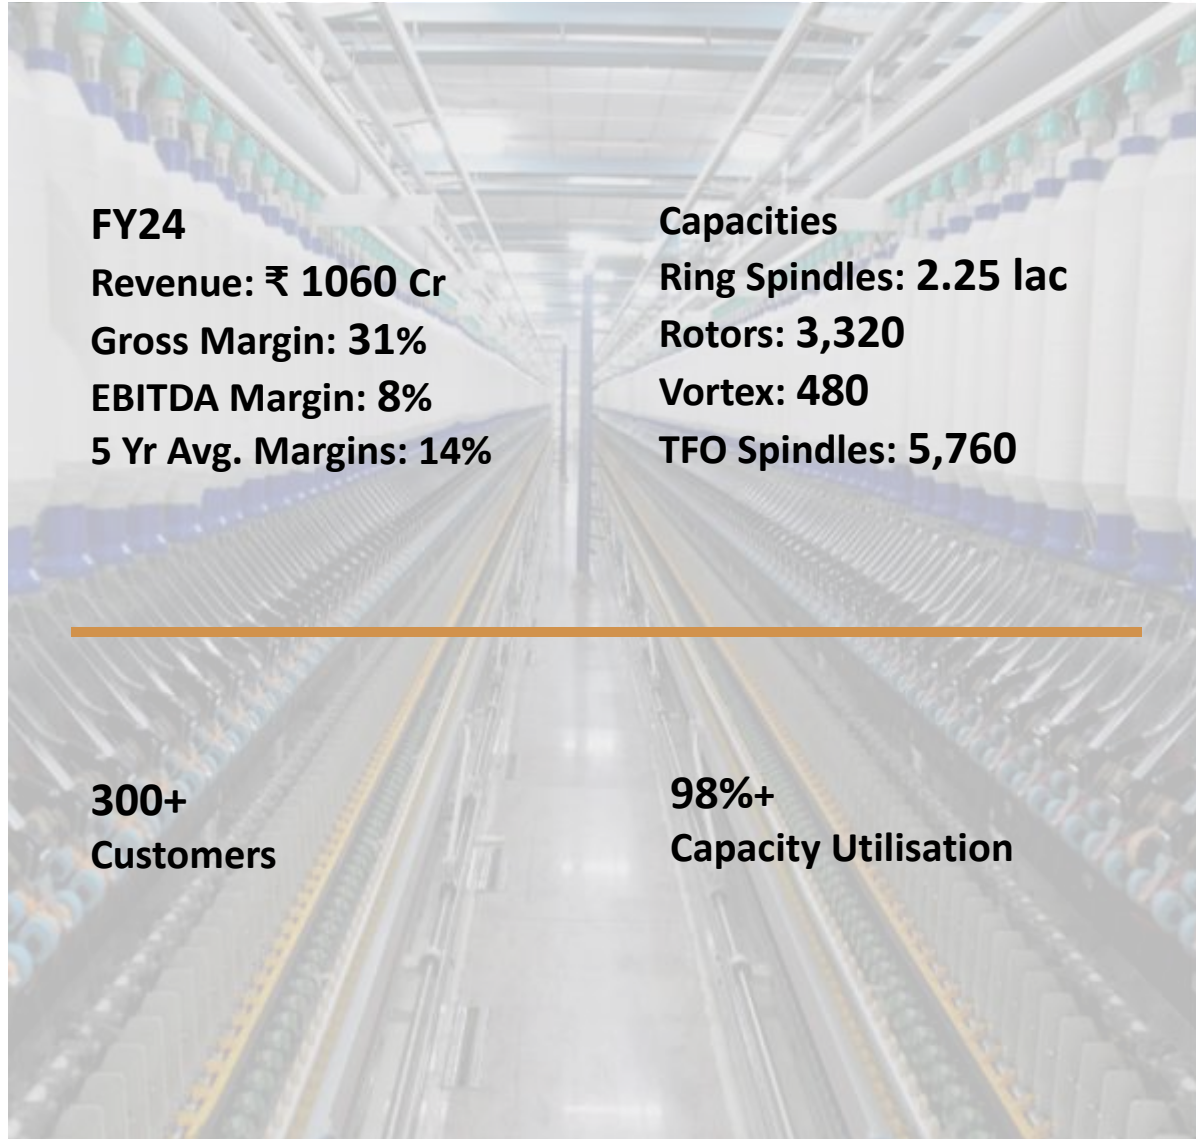 FY24
Revenue: ₹ 1060 Cr
Gross Margin: 31%
EBITDA Margin: 8%
5 Yr Avg. Margins: 14%
Capacities
Ring Spindles: 2.25 lac
Rotors: 3,320
Vortex: 480
TFO Spindles: 5,760
300+
Customers
98%+
Capacity Utilisation